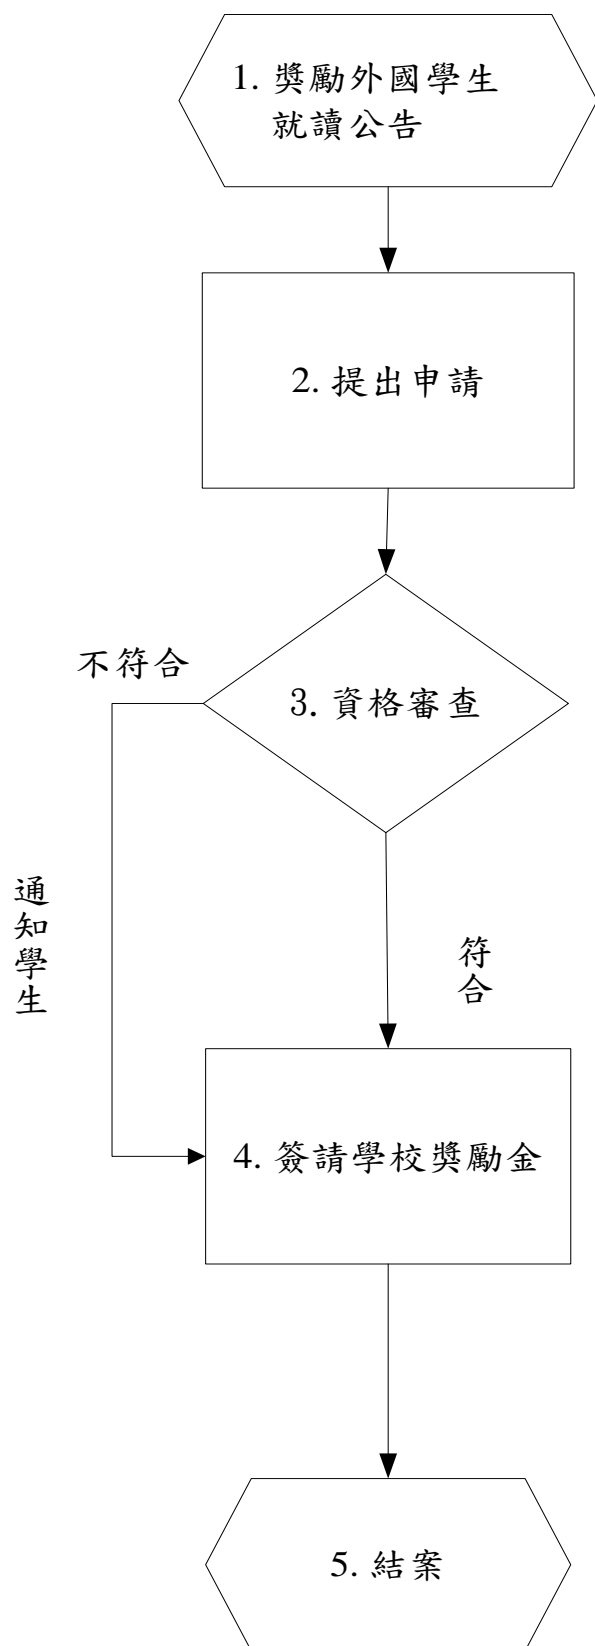 1. 獎勵外國學生
就讀公告
2. 提出申請
不符合
3. 資格審查
通知學生
符合
4. 簽請學校獎勵金
5. 結案